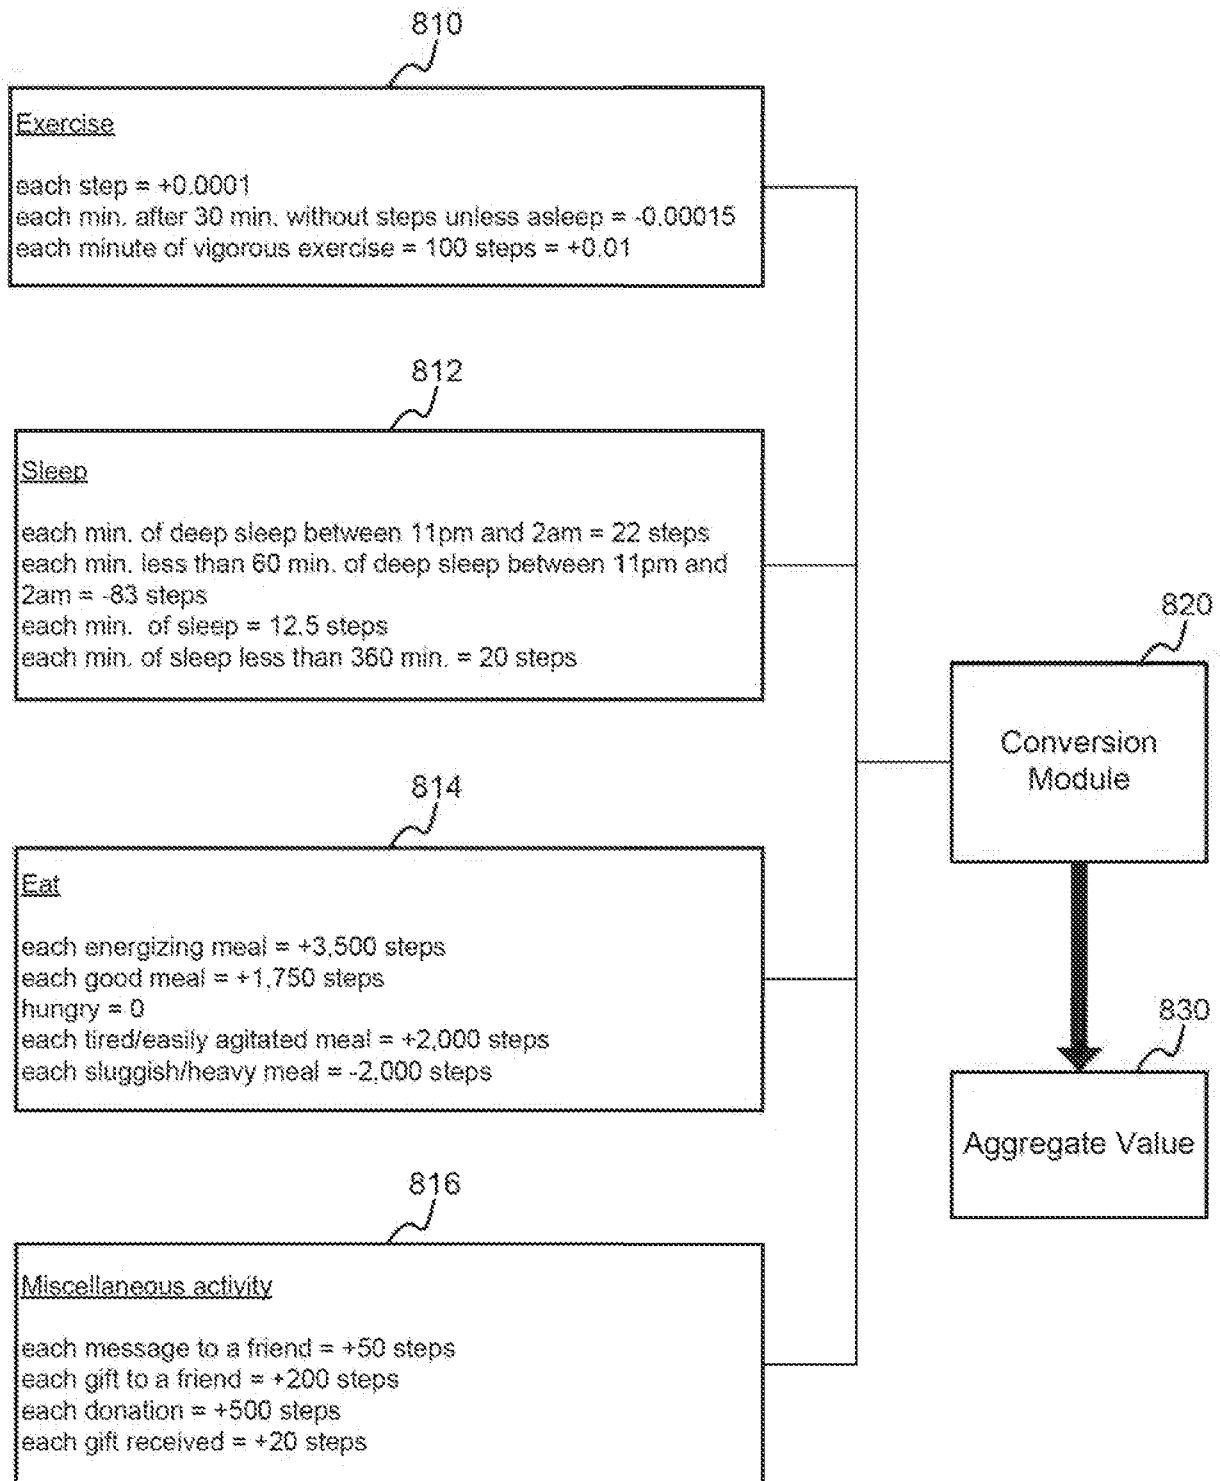 810
Exercise
each step = +0.0001
each min. after 30 min. without steps unless asleep = -0.00015
each minute of vigorous exercise = 100 steps = +0.01
812
Sleep
each min. of deep sleep between 11pm and 2am = 22 steps
each min. less than 60 min. of deep sleep between 11pm and
2am = -83 steps
each min. of sleep = 12.5 steps
each min. of sleep less than 360 min. = 20 steps
814
Eat
each energizing meal = +3,500 steps
each good meal = +1,750 steps
hungry = 0
each tired/easily agitated meal = +2,000 steps
each sluggish/heavy meal = -2,000 steps
816
Miscellaneous activity
each message to a friend = +50 steps
each gift to a friend = +200 steps
each donation = +500 steps
each gift received = +20 steps
820
Conversion
Module
830
Aggregate Value